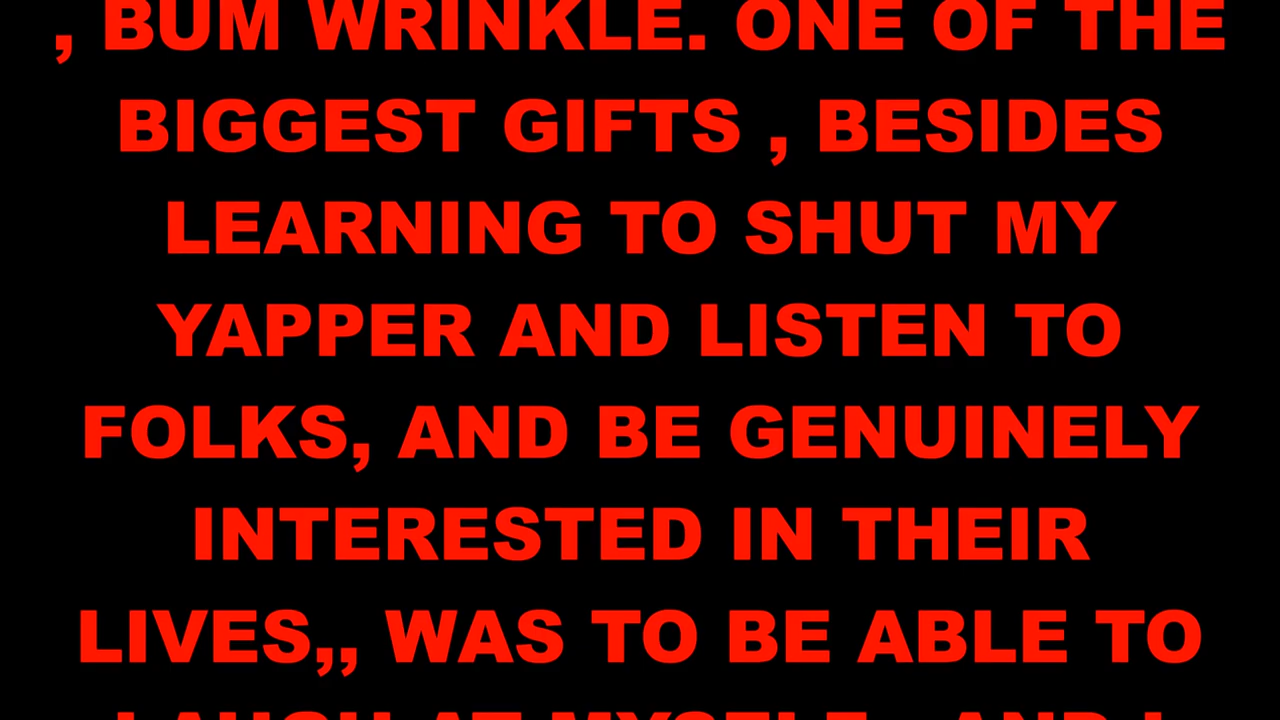 , BUM WRINKLE. ONE OF THE
BIGGEST GIFTS , BESIDES
LEARNING TO SHUT MY
YAPPER AND LISTEN TO
FOLKS, AND BE GENUINELY
INTERESTED IN THEIR
LIVES,, WAS TO BE ABLE TO